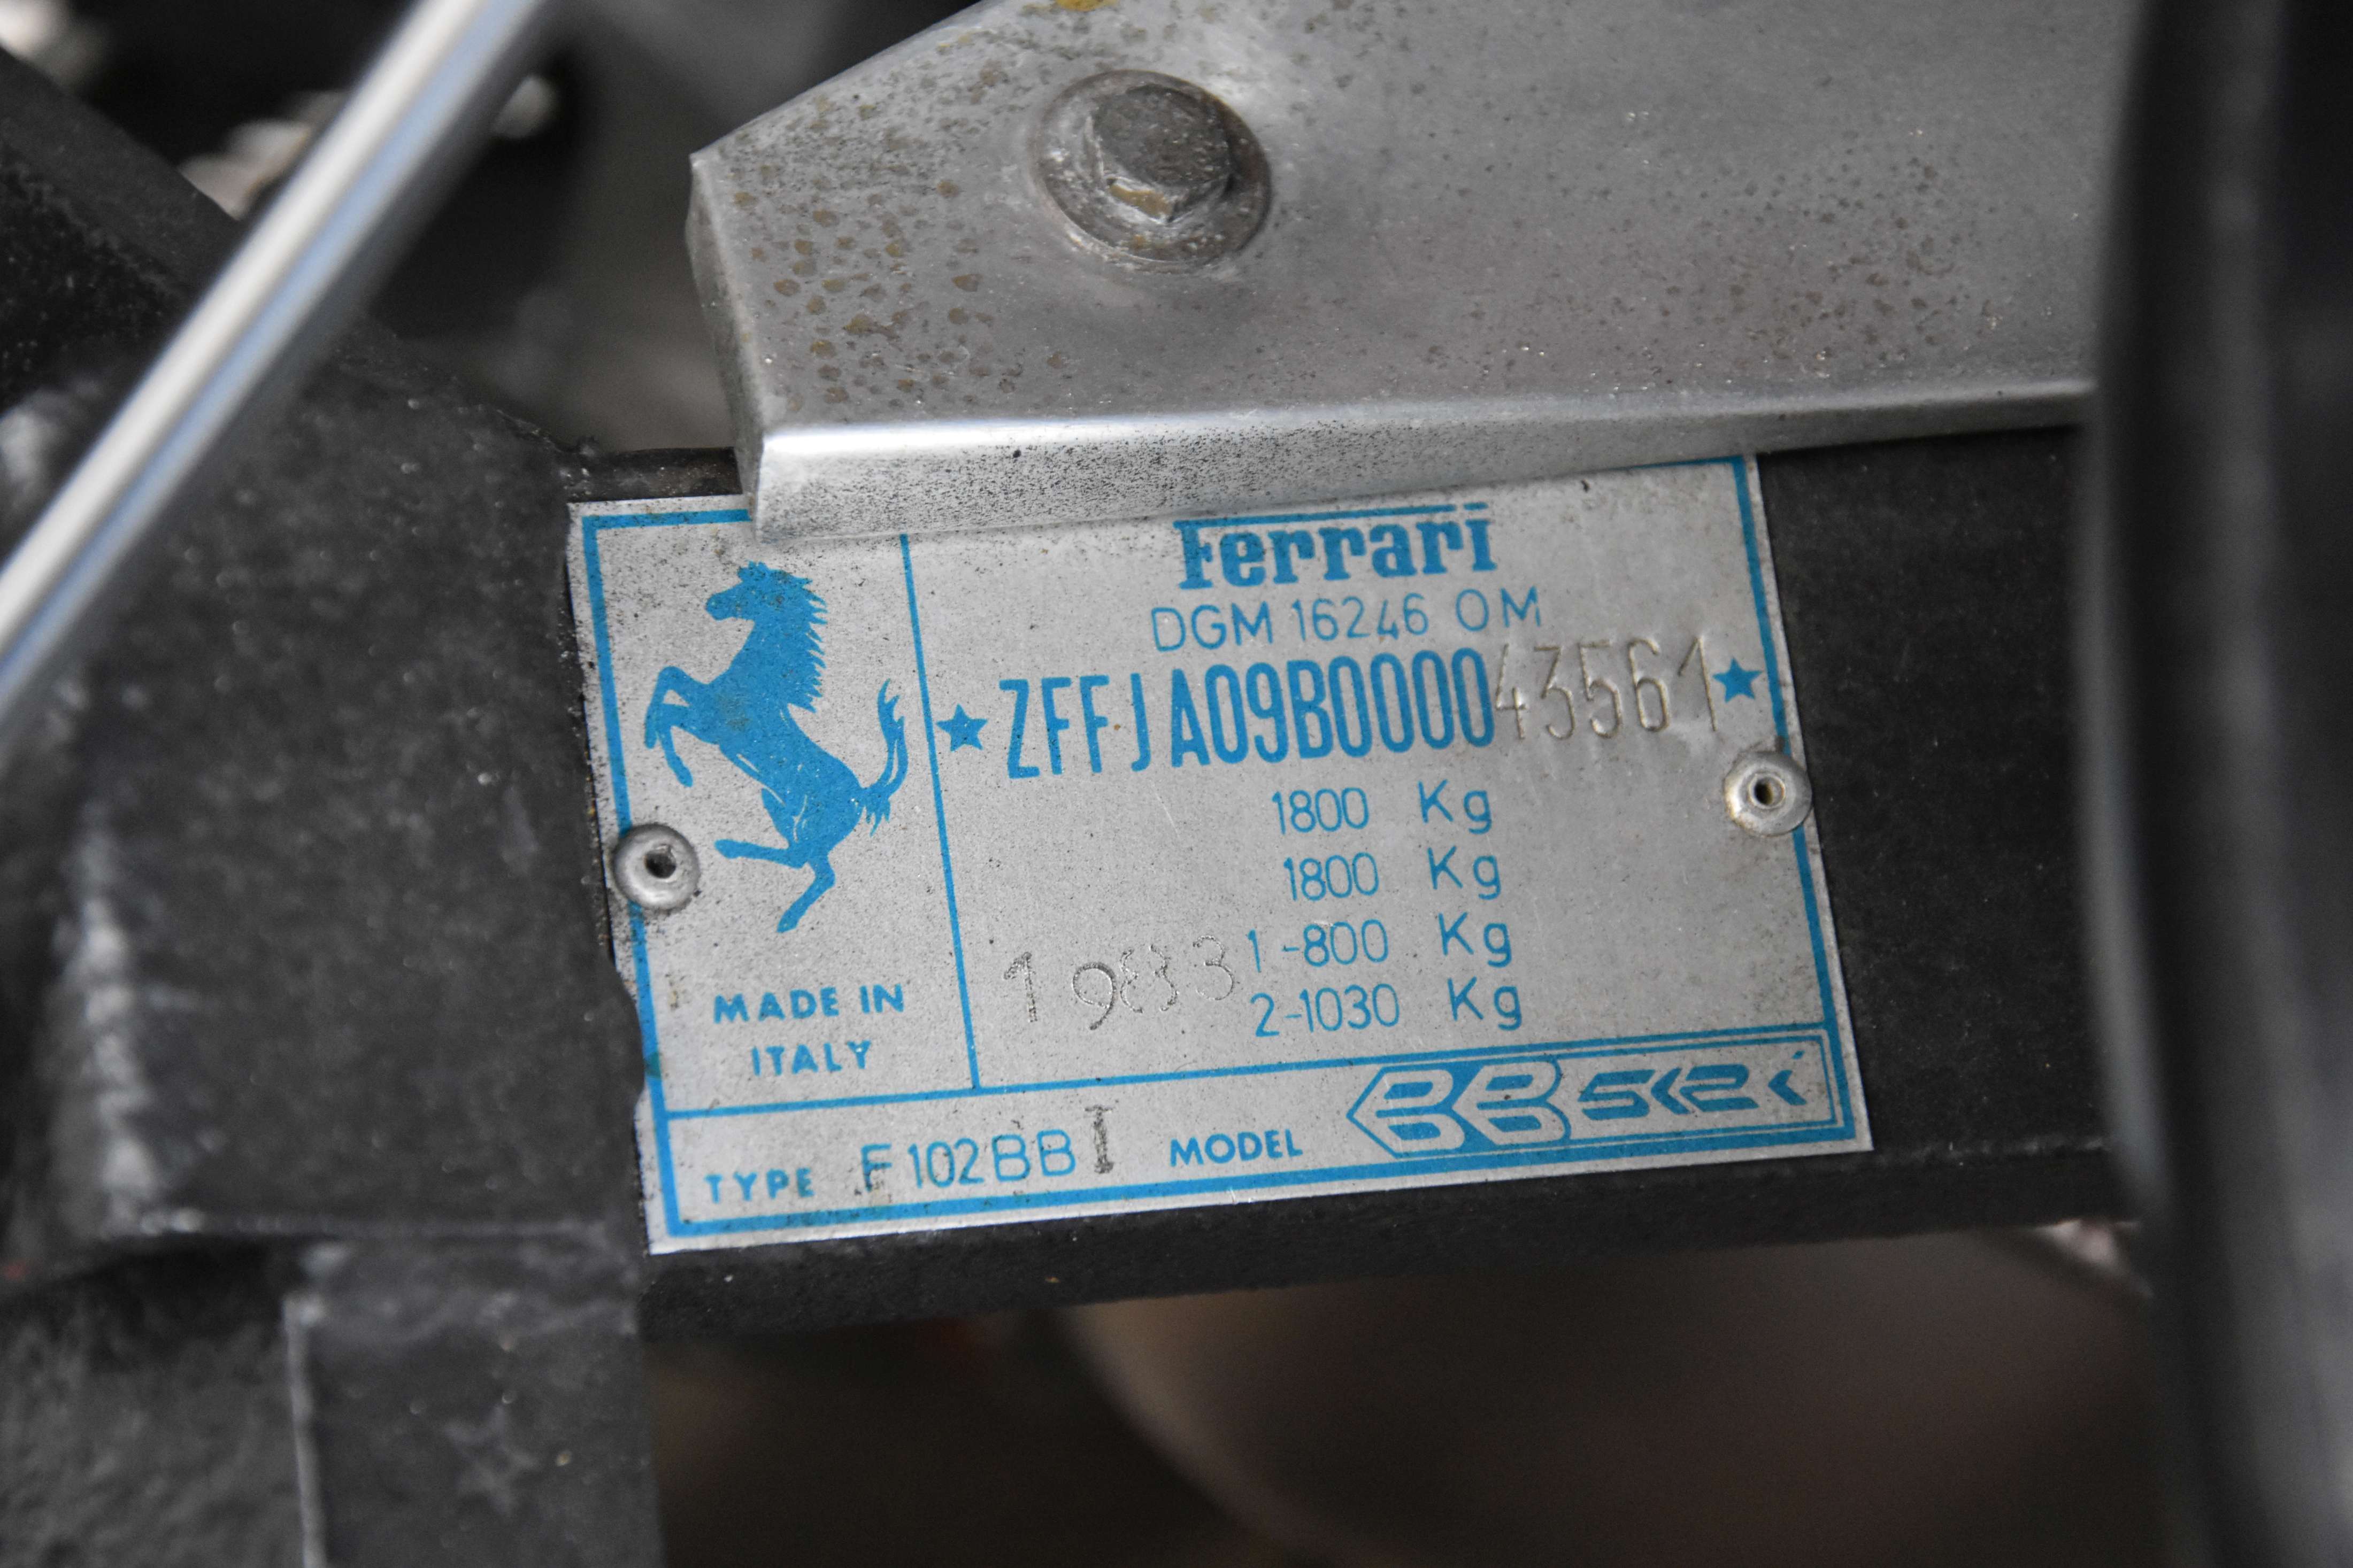 Ferrari
DGM 16246 OM
★ ZFFJA09B000043561 ★
1800 Kg
1800 Kg
1983 1-800 Kg
2-1030 Kg
MADE IN
ITALY
TYPE F102BB I MODEL BB 512i